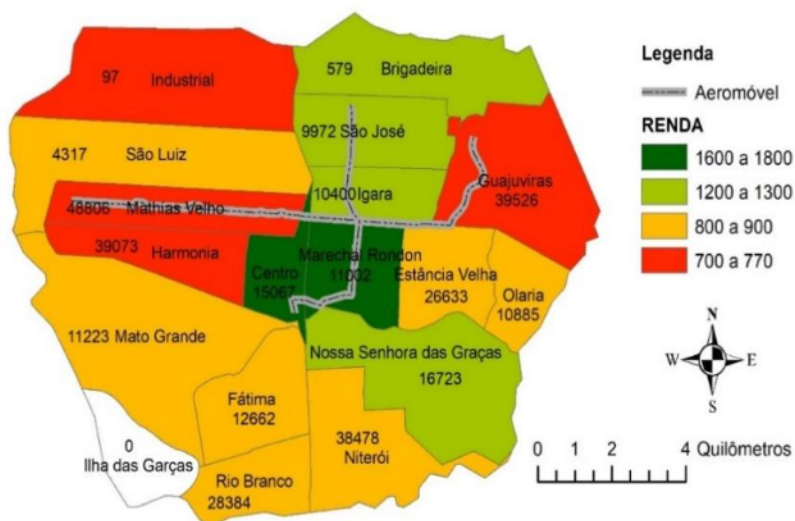 97 Industrial
579 Brigadeira
4317 São Luiz
9972 São José
10400 Igara
Guajuviras
39526
48806 Mathias Velho
39073 Harmonia
Centro
15067
Marechal Rondon
11002
Estância Velha
26633
Olaria
10885
11223 Mato Grande
Nossa Senhora das Graças
16723
Fátima
12662
38478
Niterói
0
Ilha das Garças
Rio Branco
28384
Legenda
Aeromóvel
RENDA
1600 a 1800
1200 a 1300
800 a 900
700 a 770
N
W E
S
0 2 4 Quilômetros